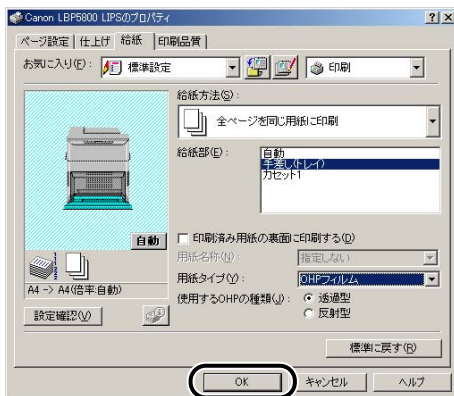 Canon LBP5800 LIPSのプロパティ
ページ設定 仕上げ 給紙 印刷品質
お気に入り(F): 標準設定 印刷
給紙方法(S):
全ページを同じ用紙に印刷
給紙部(E):
自動
手差し(トレイ)
カセット1
自動
印刷済み用紙の裏面に印刷する(D)
用紙名称(N): 指定しない
A4 -> A4(倍率:自動)
用紙タイプ(Y): OHPフィルム
使用するOHPの種類(J): 透過型
反射型
設定確認(V)
標準に戻す(R)
OK キャンセル ヘルプ